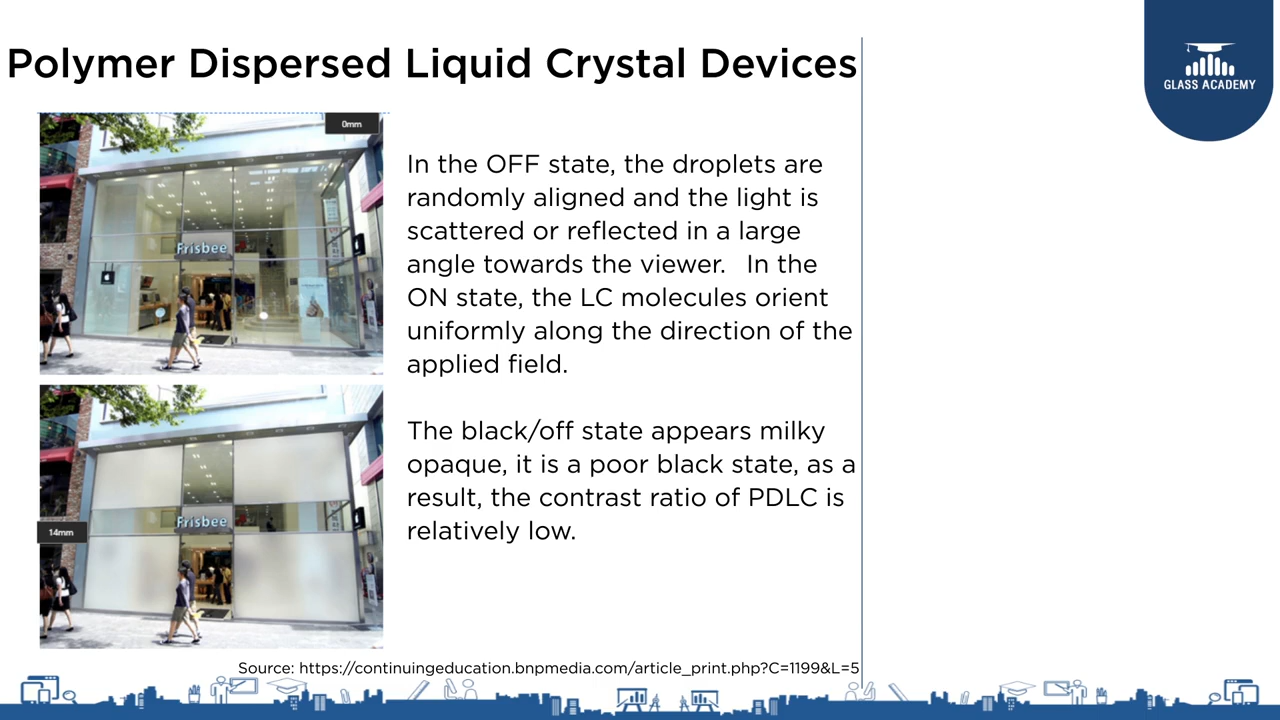 Polymer Dispersed Liquid Crystal Devices
GLASS ACADEMY
0mm
Frisbee
In the OFF state, the droplets are
randomly aligned and the light is
scattered or reflected in a large
angle towards the viewer. In the
ON state, the LC molecules orient
uniformly along the direction of the
applied field.
The black/off state appears milky
opaque, it is a poor black state, as a
result, the contrast ratio of PDLC is
relatively low.
Frisbee
14mm
Source: https://continuingeducation.bnpmedia.com/article_print.php?C=1199&L=5